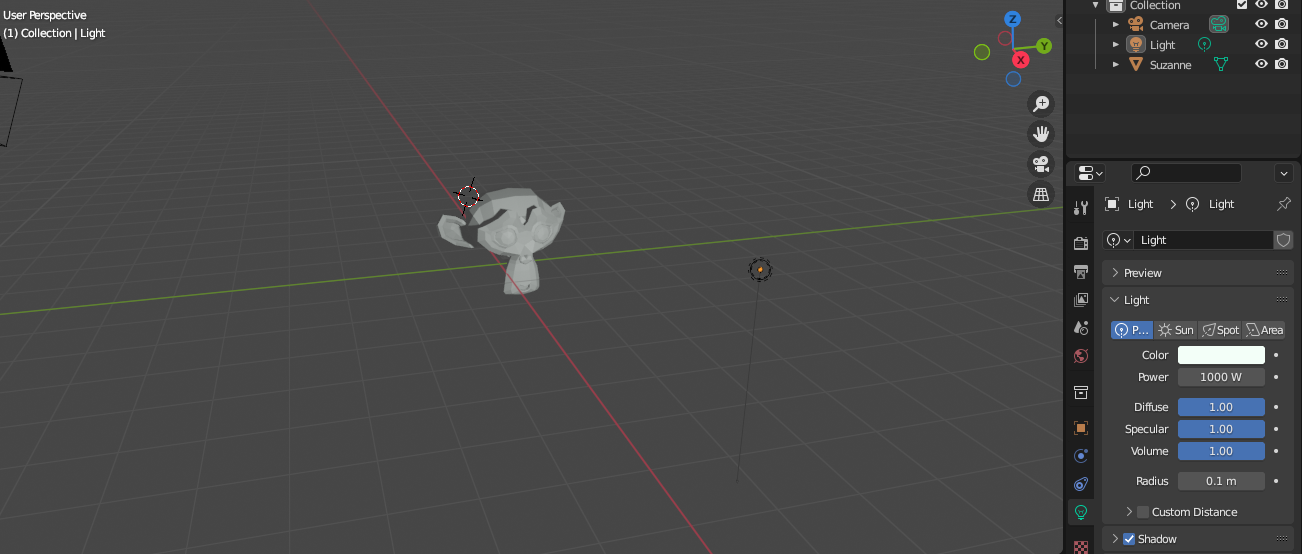 User Perspective
(1) Collection | Light
Z
Y
X
Collection
Camera
Light
Suzanne
Light > Light
Light
Preview
Light
P... Sun Spot Area
Color
Power 1000 W
Diffuse 1.00
Specular 1.00
Volume 1.00
Radius 0.1 m
Custom Distance
Shadow